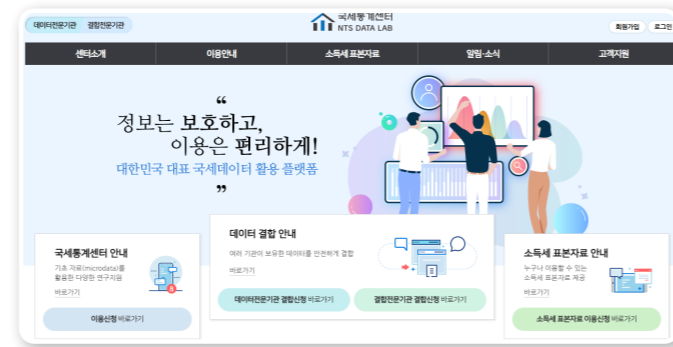 데이터전문기관 결합전문기관
국세통계센터
NTS DATA LAB
회원가입 로그인
센터소개 이용안내 소득세 표본자료 알림·소식 고객지원
“
정보는 보호하고,
이용은 편리하게!
대한민국 대표 국세데이터 활용 플랫폼
”
국세통계센터 안내
기초 자료(microdata)를
활용한 다양한 연구지원
바로가기
이용신청 바로가기
데이터 결합 안내
여러 기관이 보유한 데이터를 안전하게 결합
바로가기
데이터전문기관 결합신청 바로가기
결합전문기관 결합신청 바로가기
소득세 표본자료 안내
누구나 이용할 수 있는
소득세 표본자료 제공
바로가기
소득세 표본자료 이용신청 바로가기